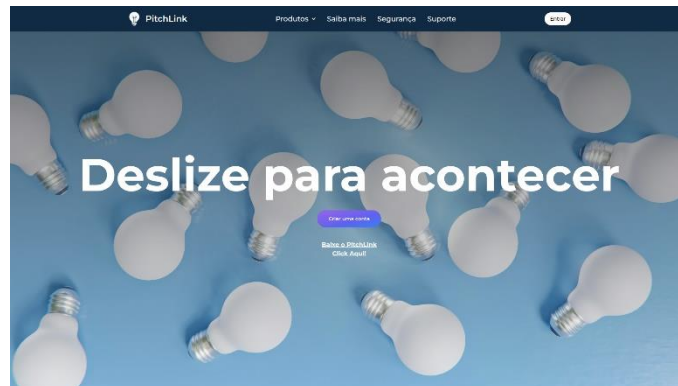 PitchLink
Produtos
Saiba mais
Segurança
Suporte
Entrar
Deslize para acontecer
Criar uma conta
Baixe o PitchLink
Click Aqui!